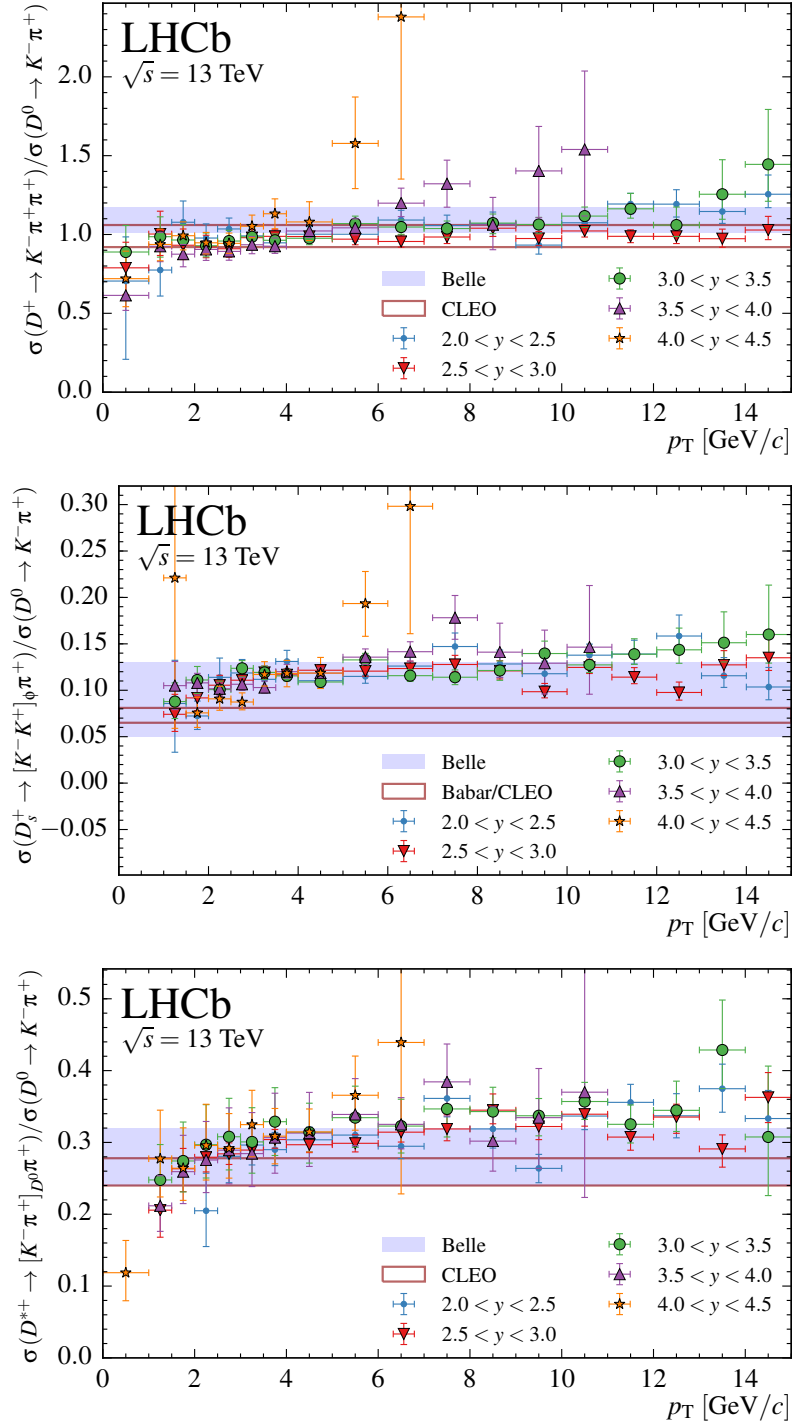 LHCb
√s = 13 TeV
σ(D⁺ → K⁻π⁺π⁺)/σ(D⁰ → K⁻π⁺)
2.0
1.5
1.0
0.5
0.0
Belle
CLEO
2.0 < y < 2.5
2.5 < y < 3.0
3.0 < y < 3.5
3.5 < y < 4.0
4.0 < y < 4.5
0 2 4 6 8 10 12 14
p_T [GeV/c]
LHCb
√s = 13 TeV
σ(D_s⁺ → [K⁻K⁺]_ϕ π⁺)/σ(D⁰ → K⁻π⁺)
0.30
0.25
0.20
0.15
0.10
0.05
0.00
−0.05
Belle
Babar/CLEO
2.0 < y < 2.5
2.5 < y < 3.0
3.0 < y < 3.5
3.5 < y < 4.0
4.0 < y < 4.5
0 2 4 6 8 10 12 14
p_T [GeV/c]
LHCb
√s = 13 TeV
σ(D*⁺ → [K⁻π⁺]_D⁰ π⁺)/σ(D⁰ → K⁻π⁺)
0.5
0.4
0.3
0.2
0.1
0.0
Belle
CLEO
2.0 < y < 2.5
2.5 < y < 3.0
3.0 < y < 3.5
3.5 < y < 4.0
4.0 < y < 4.5
0 2 4 6 8 10 12 14
p_T [GeV/c]